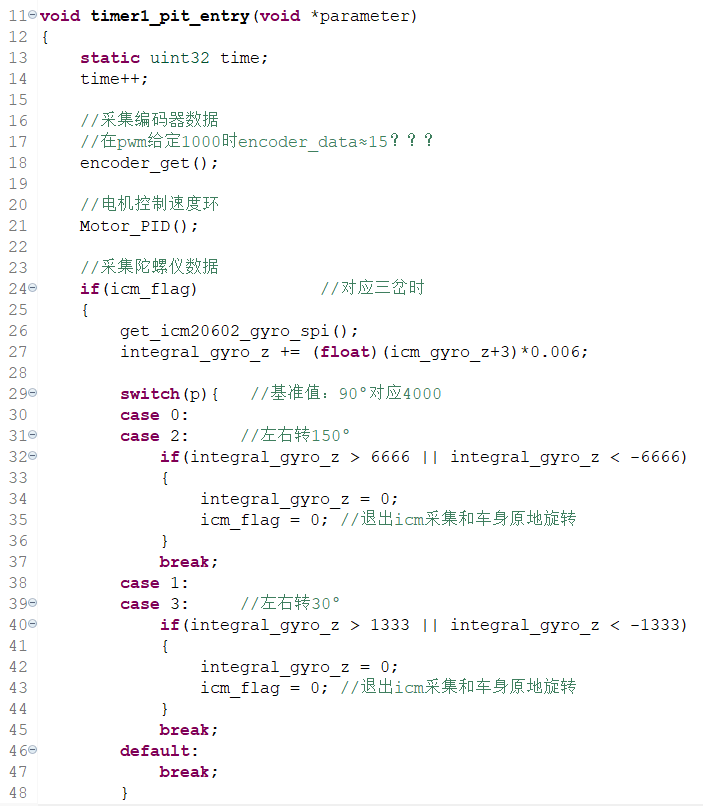 11 void timer1_pit_entry(void *parameter)
12 {
13     static uint32 time;
14     time++;
15
16     //采集编码器数据
17     //在pwm给定1000时encoder_data≈15？？？
18     encoder_get();
19
20     //电机控制速度环
21     Motor_PID();
22
23     //采集陀螺仪数据
24     if(icm_flag)            //对应三岔时
25     {
26         get_icm20602_gyro_spi();
27         integral_gyro_z += (float)(icm_gyro_z+3)*0.006;
28
29         switch(p){   //基准值：90°对应4000
30         case 0:
31         case 2:     //左右转150°
32             if(integral_gyro_z > 6666 || integral_gyro_z < -6666)
33             {
34                 integral_gyro_z = 0;
35                 icm_flag = 0; //退出icm采集和车身原地旋转
36             }
37             break;
38         case 1:
39         case 3:     //左右转30°
40             if(integral_gyro_z > 1333 || integral_gyro_z < -1333)
41             {
42                 integral_gyro_z = 0;
43                 icm_flag = 0; //退出icm采集和车身原地旋转
44             }
45             break;
46         default:
47             break;
48         }